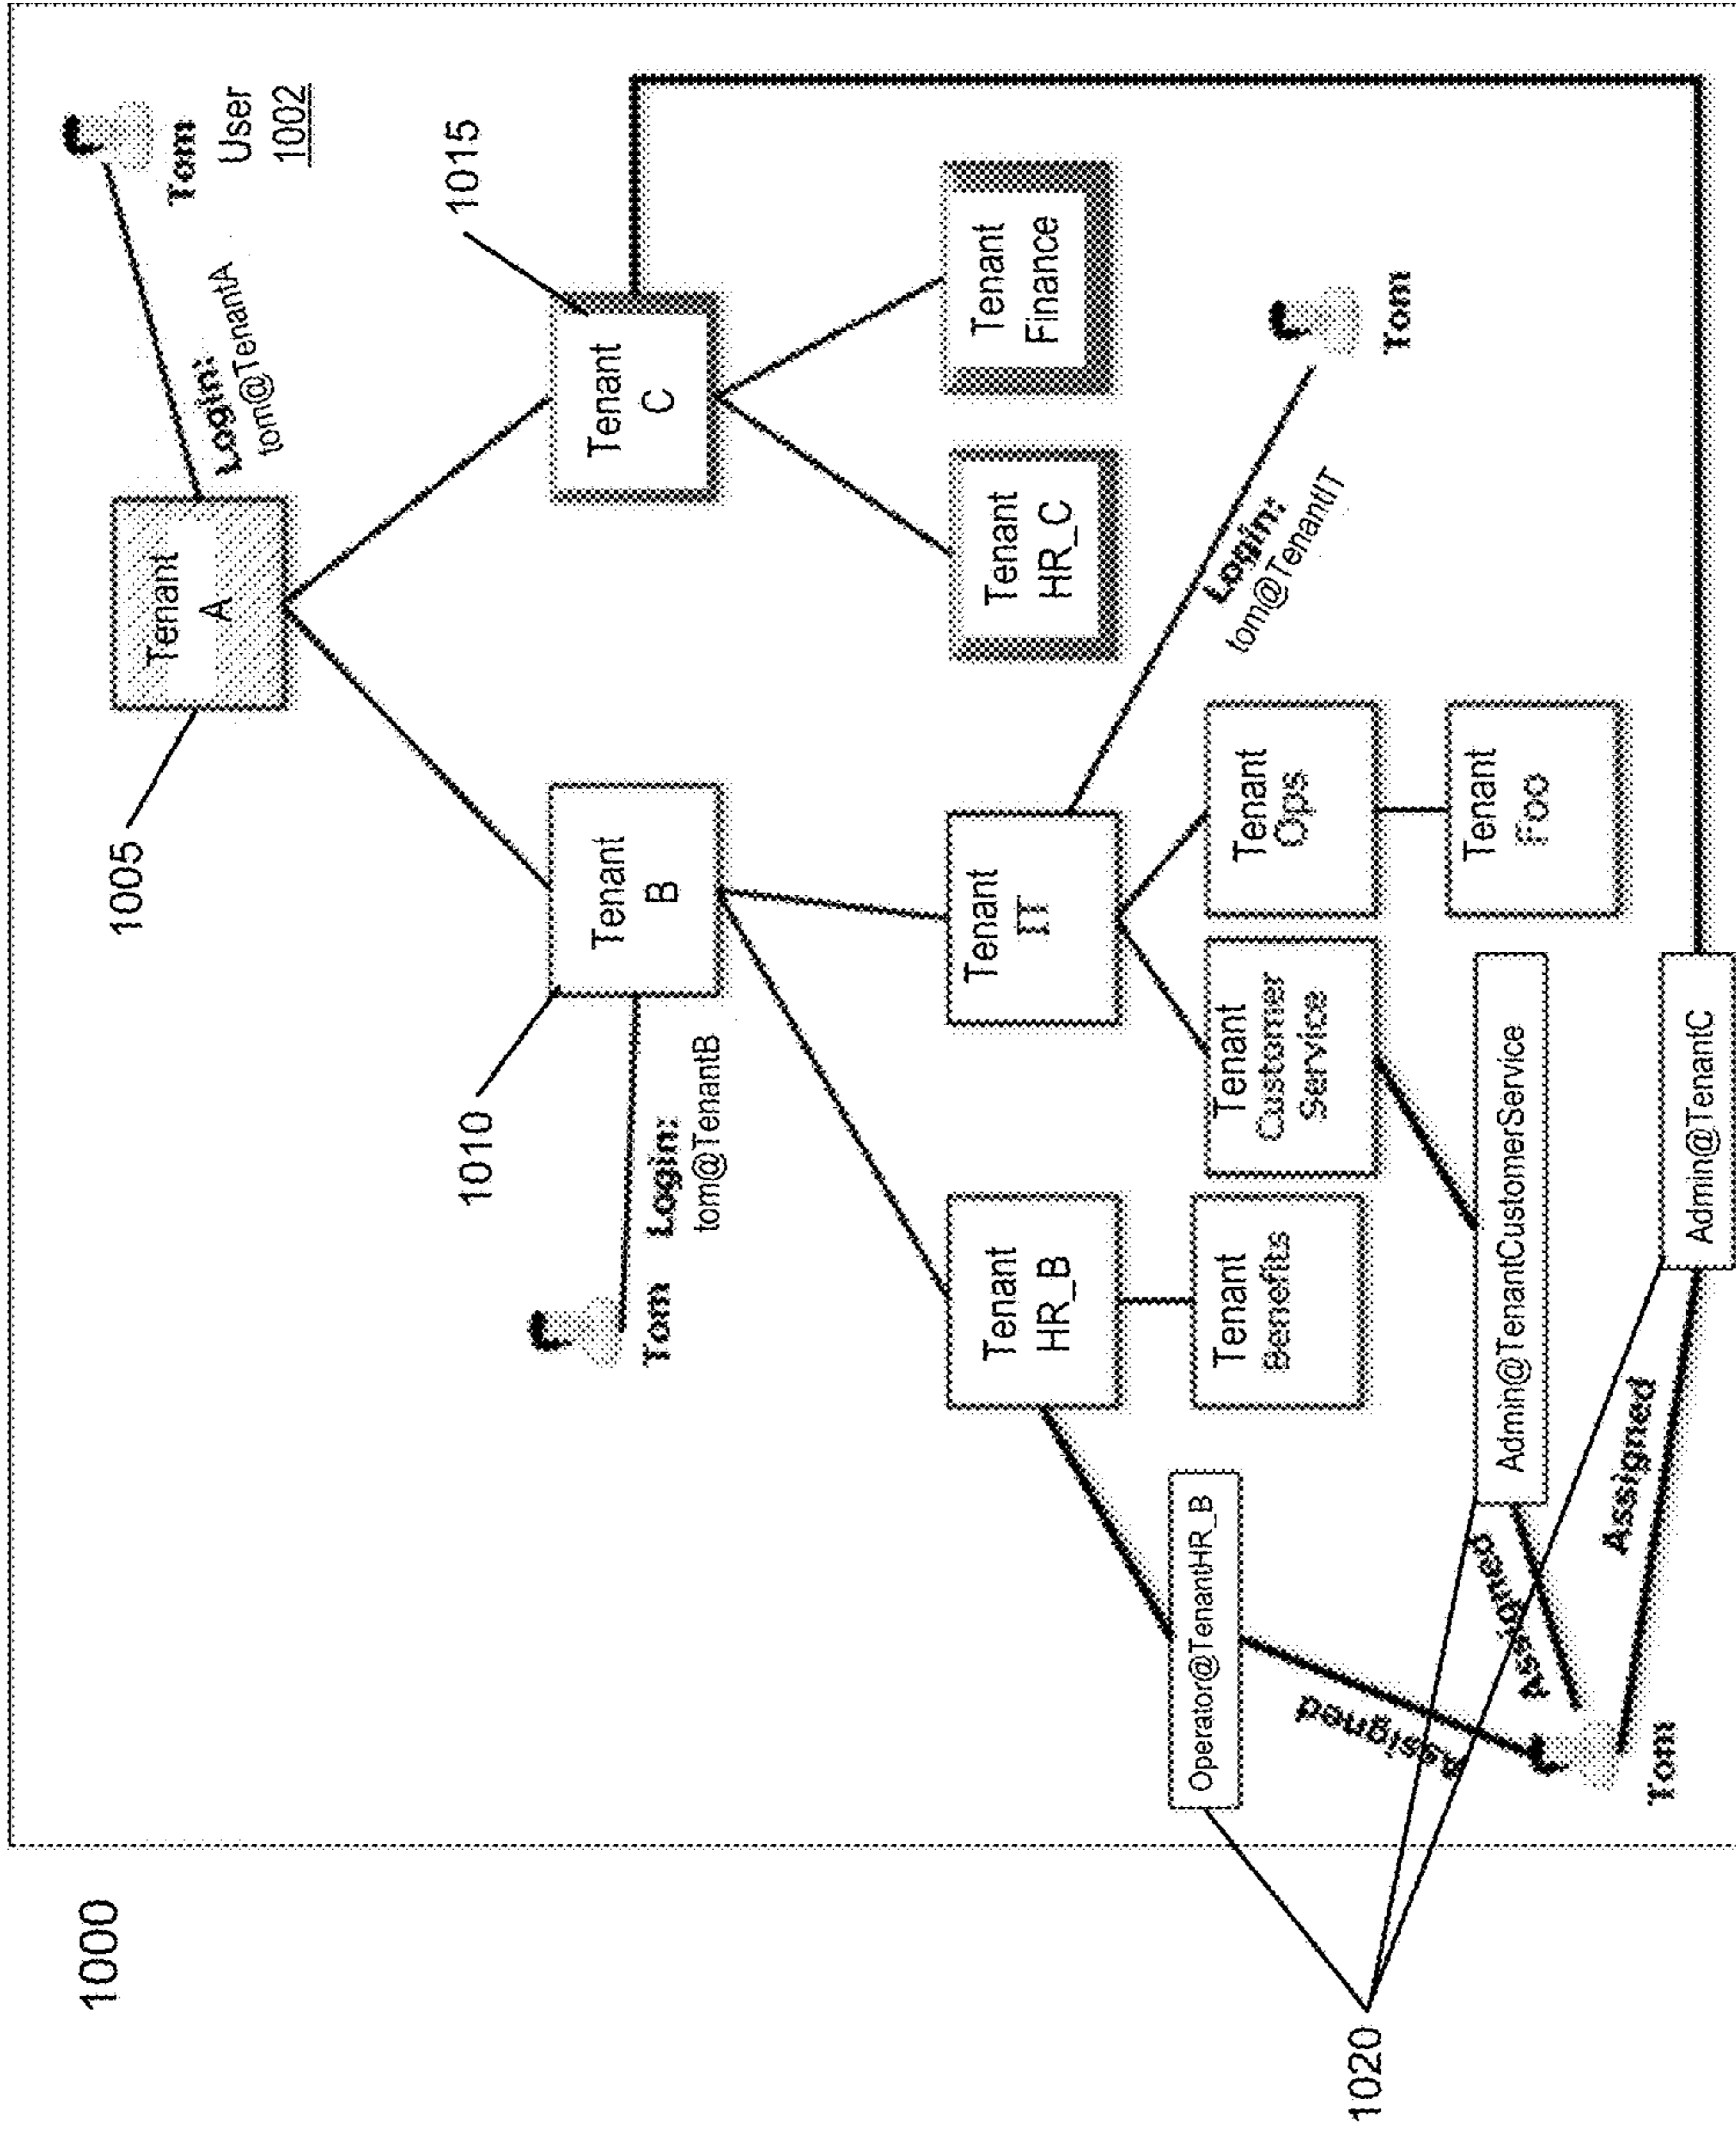 1000
1005
Tenant
A
Login:
tom@TenantA
Tom
User
1002
1010
Tenant
B
Tom
Login:
tom@TenantB
Tenant
C
1015
Tenant
HR_B
Tenant
IT
Tenant
HR_C
Tenant
Finance
Operator@TenantHR_B
Tenant
Benefits
Tenant
Customer
Service
Tenant
Ops
Login:
tom@TenantIT
Tom
Tenant
Foo
Assigned
Assigned
Admin@TenantCustomerService
1020
Tom
Assigned
Admin@TenantC